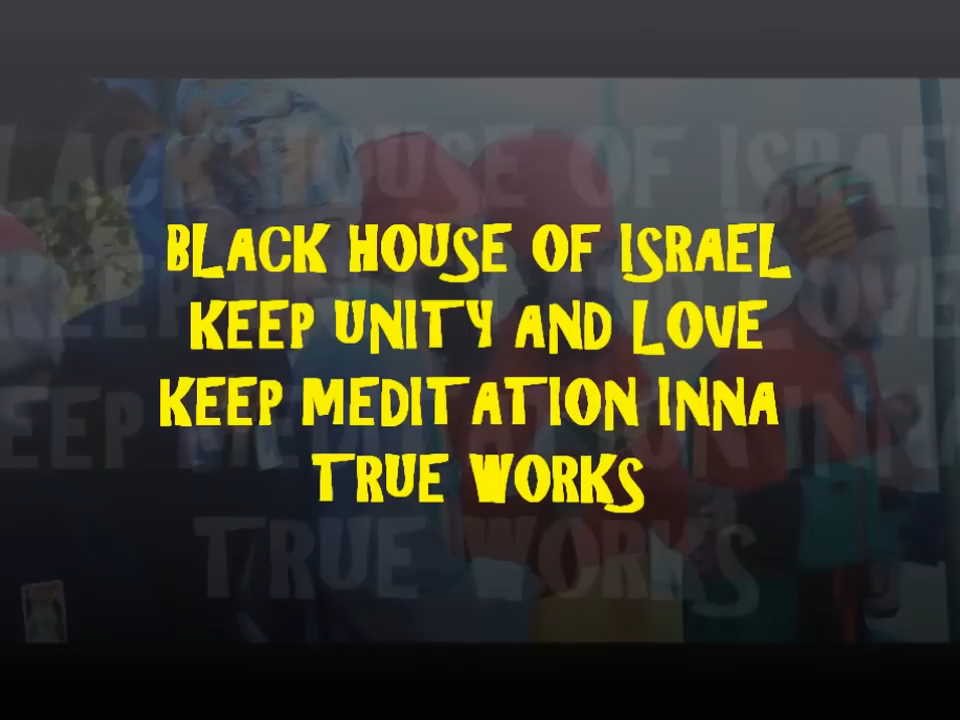 BLACK HOUSE OF ISRAEL
KEEP UNITY AND LOVE
KEEP MEDITATION INNA
TRUE WORKS